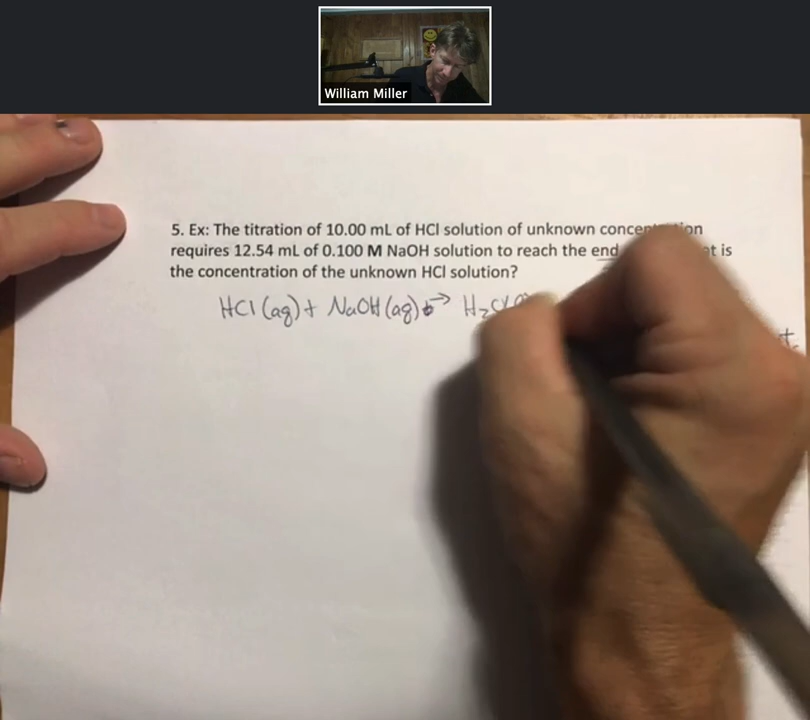 William Miller
5. Ex: The titration of 10.00 mL of HCl solution of unknown
requires 12.54 mL of 0.100 M NaOH solution to reach the end is
the concentration of the unknown HCl solution?
HCl (aq) + NaOH (aq) →